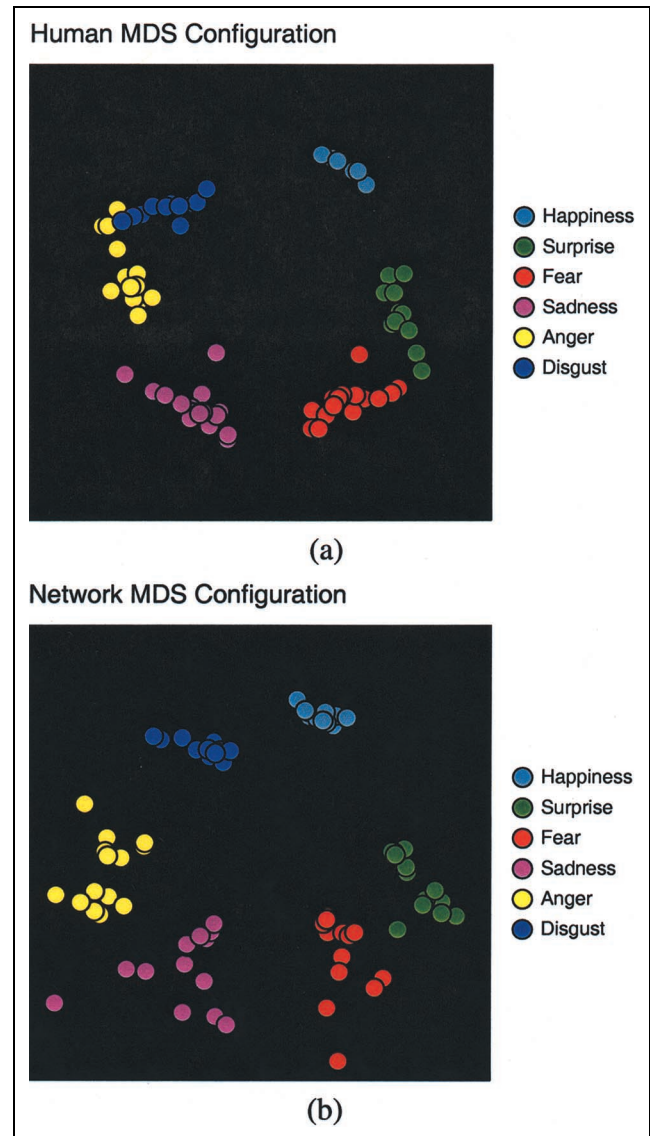 Human MDS Configuration
Happiness
Surprise
Fear
Sadness
Anger
Disgust
(a)
Network MDS Configuration
Happiness
Surprise
Fear
Sadness
Anger
Disgust
(b)